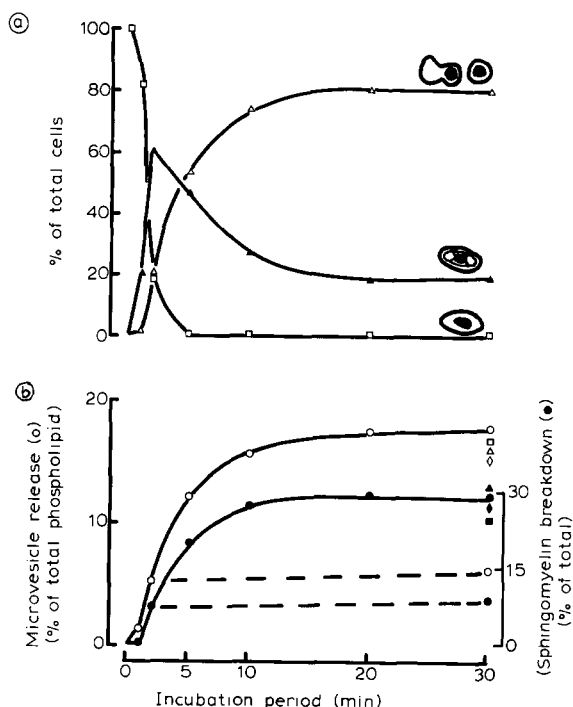 a
100
80
60
40
20
0
% of total cells
b
20
10
0
Microvesicle release (o)
(% of total phospholipid)
30
15
0
Sphingomyelin breakdown (●)
(% of total)
0 5 10 20 30
Incubation period (min)